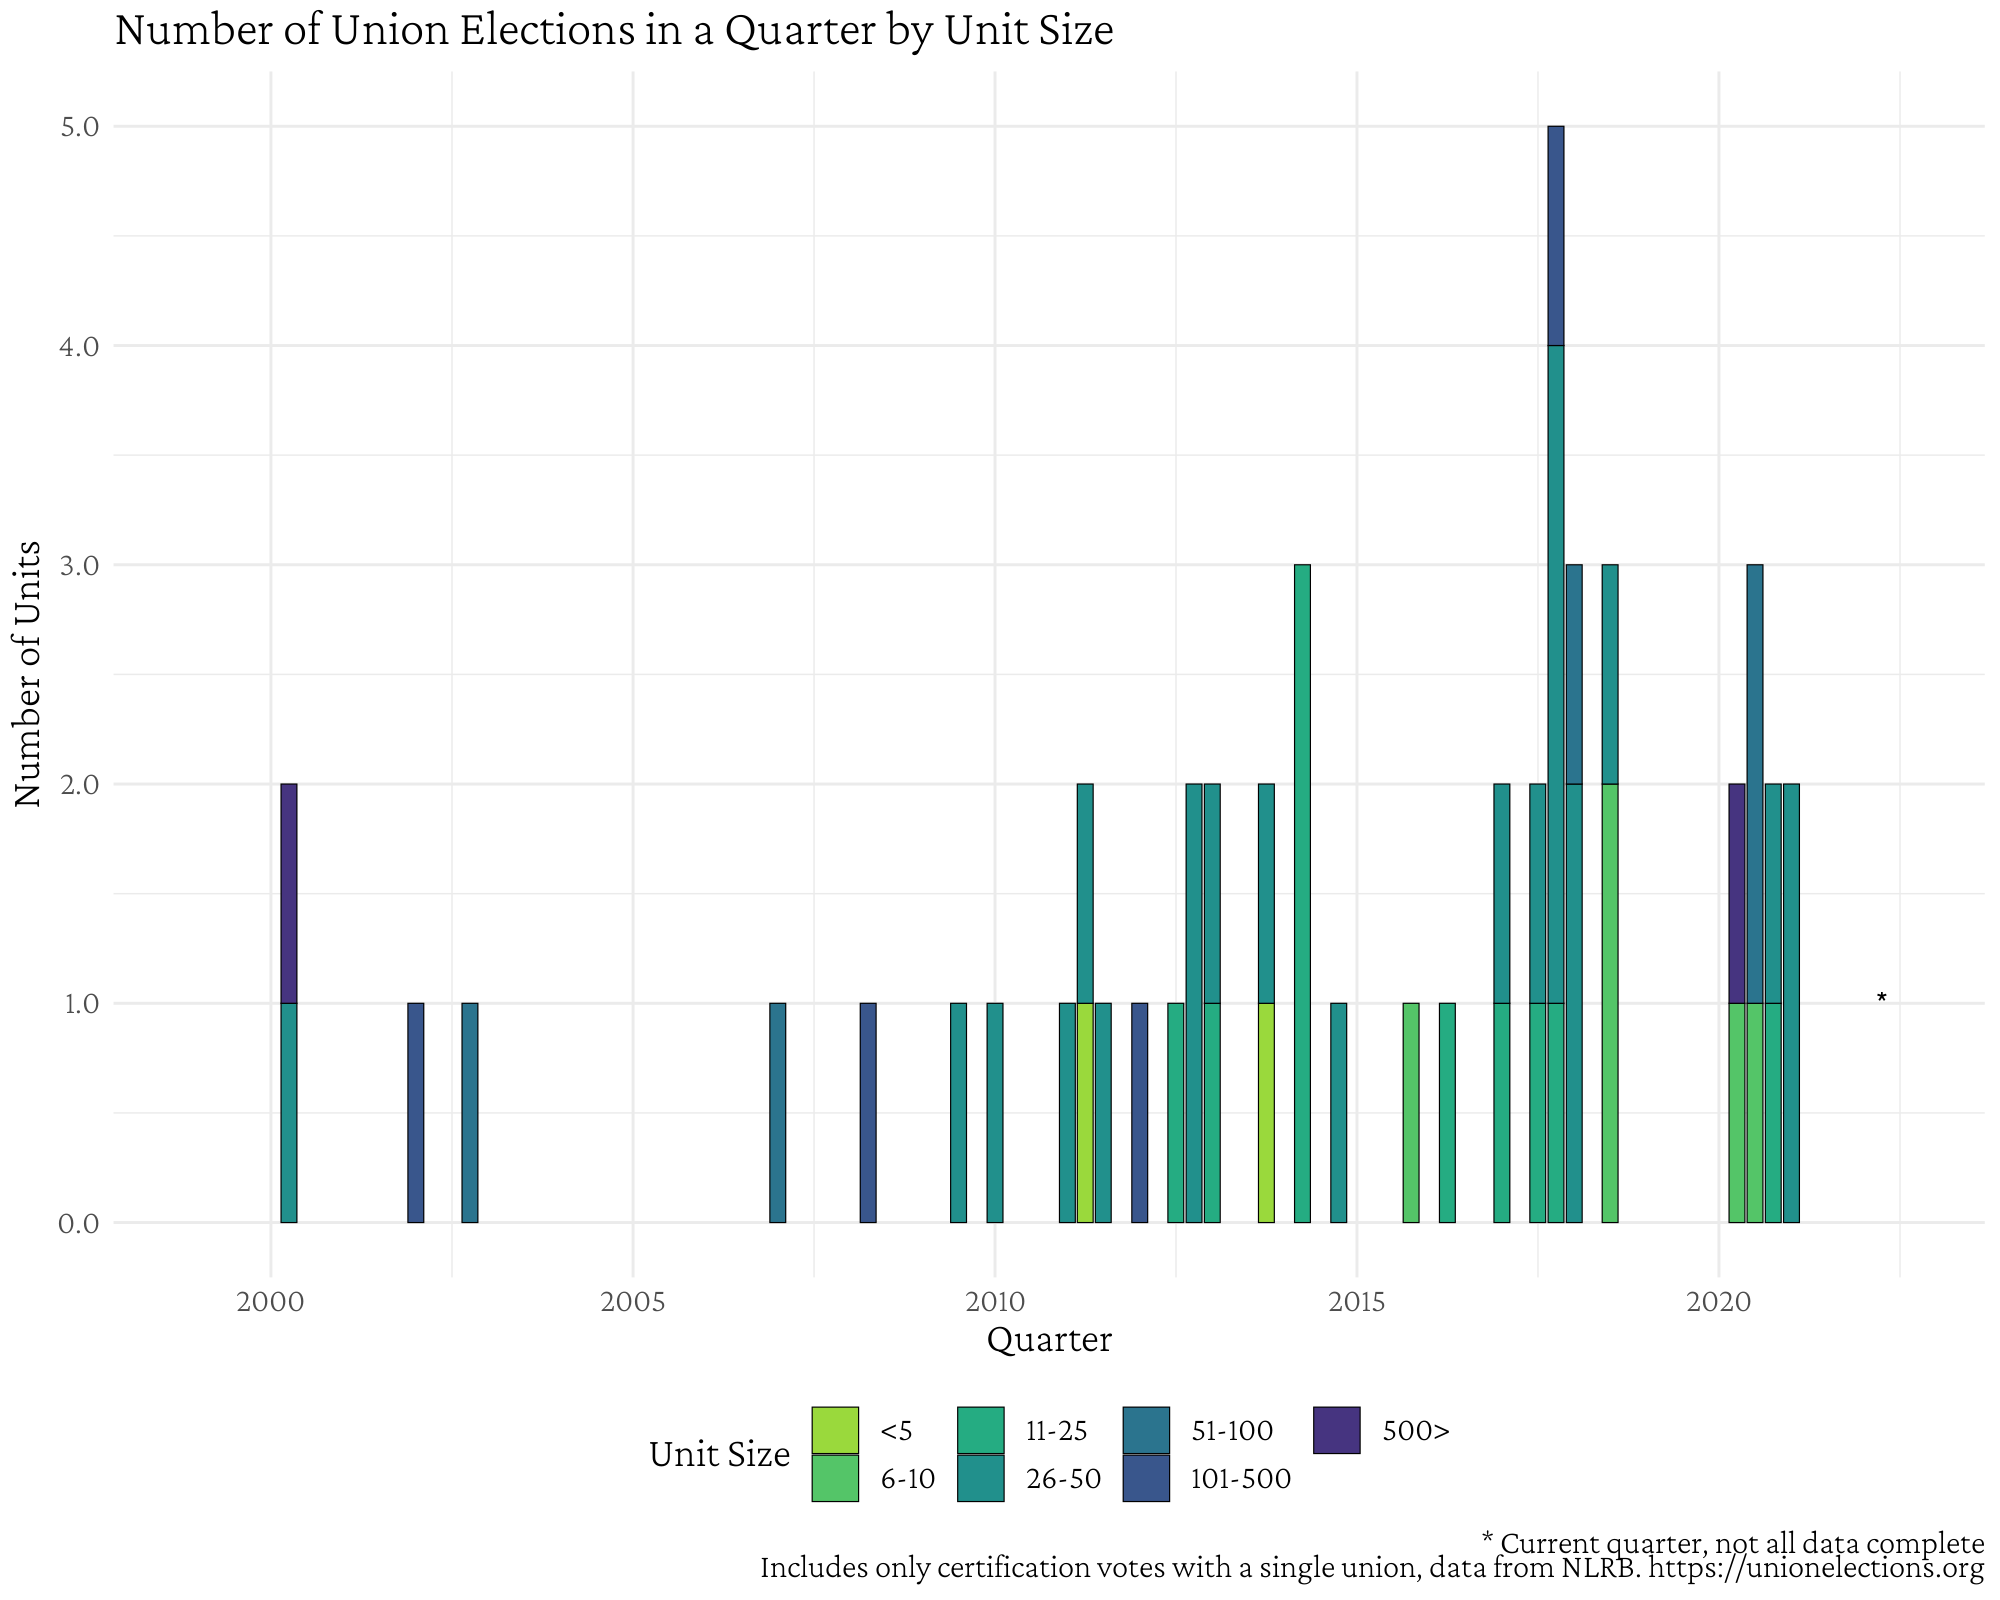 Number of Union Elections in a Quarter by Unit Size
Number of Units
5.0
4.0
3.0
2.0
1.0
0.0
*
2000 2005 2010 2015 2020
Quarter
Unit Size
<5 11-25 51-100 500>
6-10 26-50 101-500
* Current quarter, not all data complete
Includes only certification votes with a single union, data from NLRB. https://unionelections.org